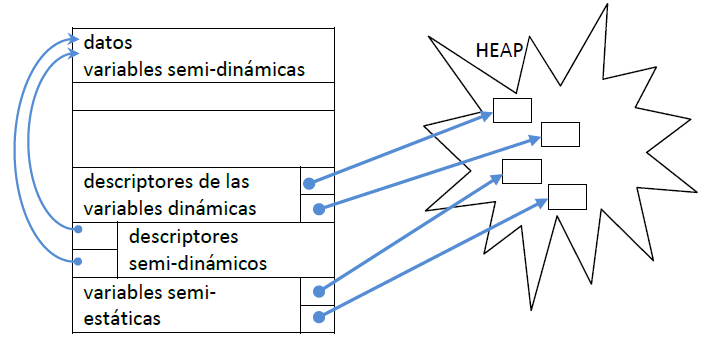 datos
variables semi-dinámicas
HEAP
descriptores de las
variables dinámicas
descriptores
semi-dinámicos
variables semi-
estáticas